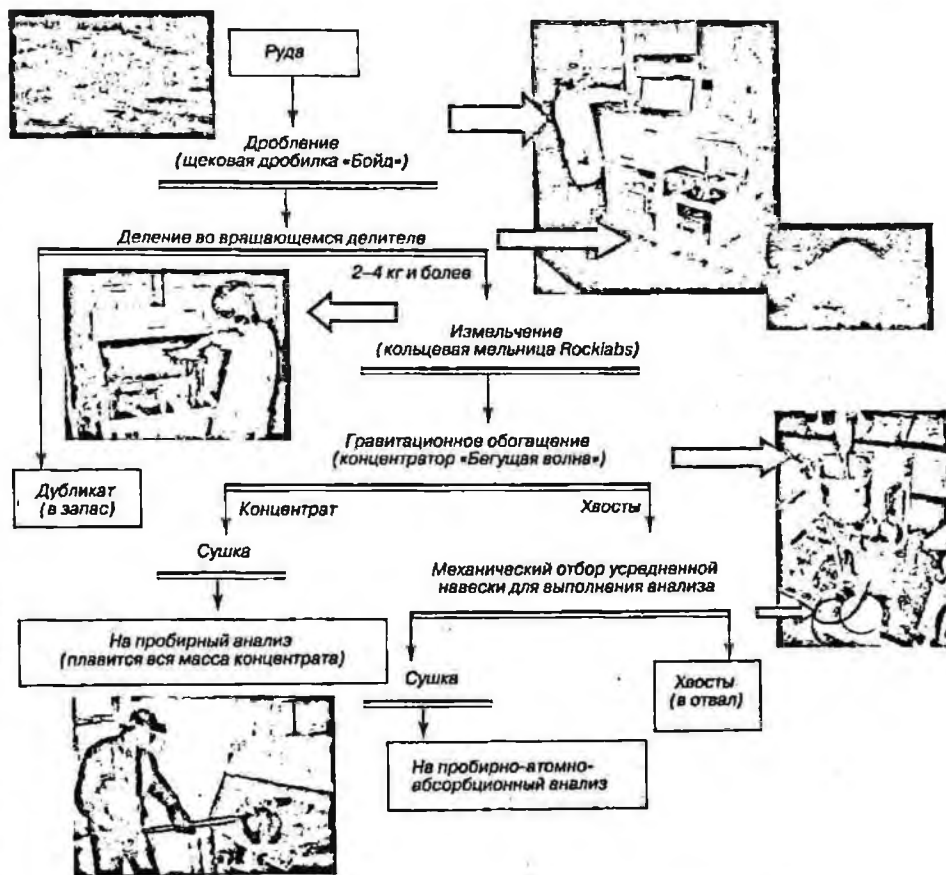 Руда
Дробление
(щековая дробилка «Бойд»)
Деление во вращающемся делителе
2–4 кг и более
Измельчение
(кольцевая мельница Rocklabs)
Гравитационное обогащение
(концентратор «Бегущая волна»)
Дубликат
(в запас)
Концентрат
Хвосты
Сушка
Механический отбор усредненной
навески для выполнения анализа
На пробирный анализ
(плавится вся масса концентрата)
Сушка
Хвосты
(в отвал)
На пробирно-атомно-
абсорбционный анализ